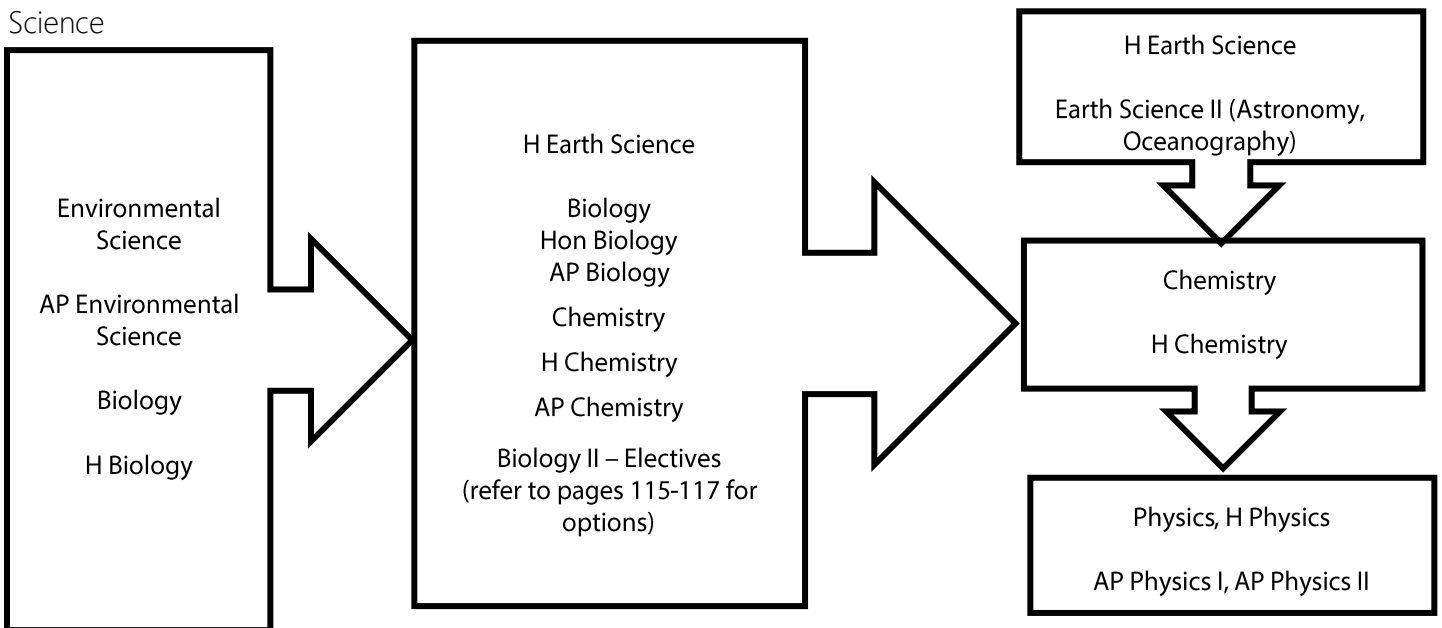 Science
Environmental
Science
AP Environmental
Science
Biology
H Biology
H Earth Science
Biology
Hon Biology
AP Biology
Chemistry
H Chemistry
AP Chemistry
Biology II – Electives
(refer to pages 115-117 for
options)
H Earth Science
Earth Science II (Astronomy,
Oceanography)
Chemistry
H Chemistry
Physics, H Physics
AP Physics I, AP Physics II